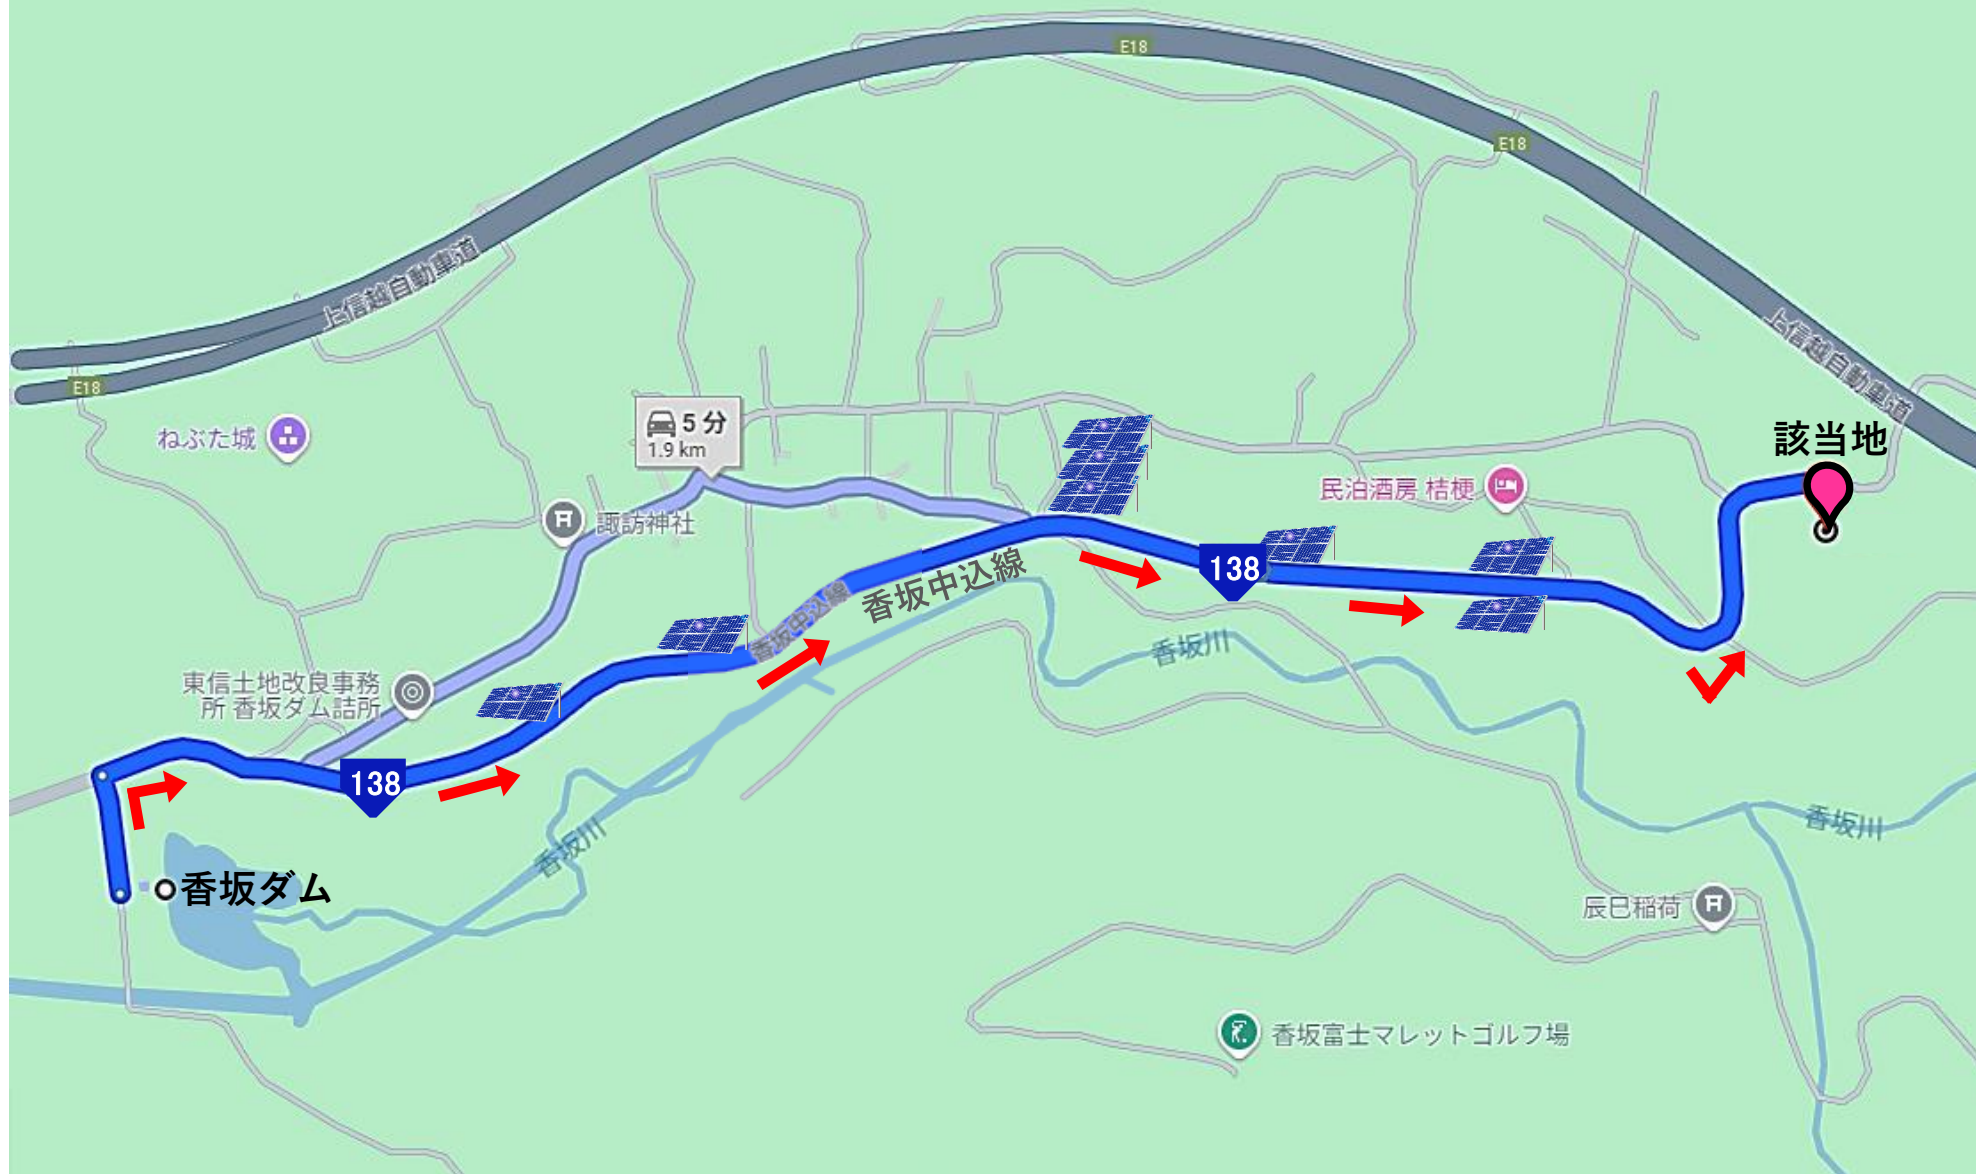 E18
E18
上信越自動車道
上信越自動車道
E18
5 分
1.9 km
ねぶた城
該当地
民泊酒房 桔梗
諏訪神社
138
香坂中込線
香坂中込線
香坂川
東信土地改良事務
所 香坂ダム詰所
138
香坂川
香坂川
香坂ダム
辰巳稲荷
香坂富士マレットゴルフ場